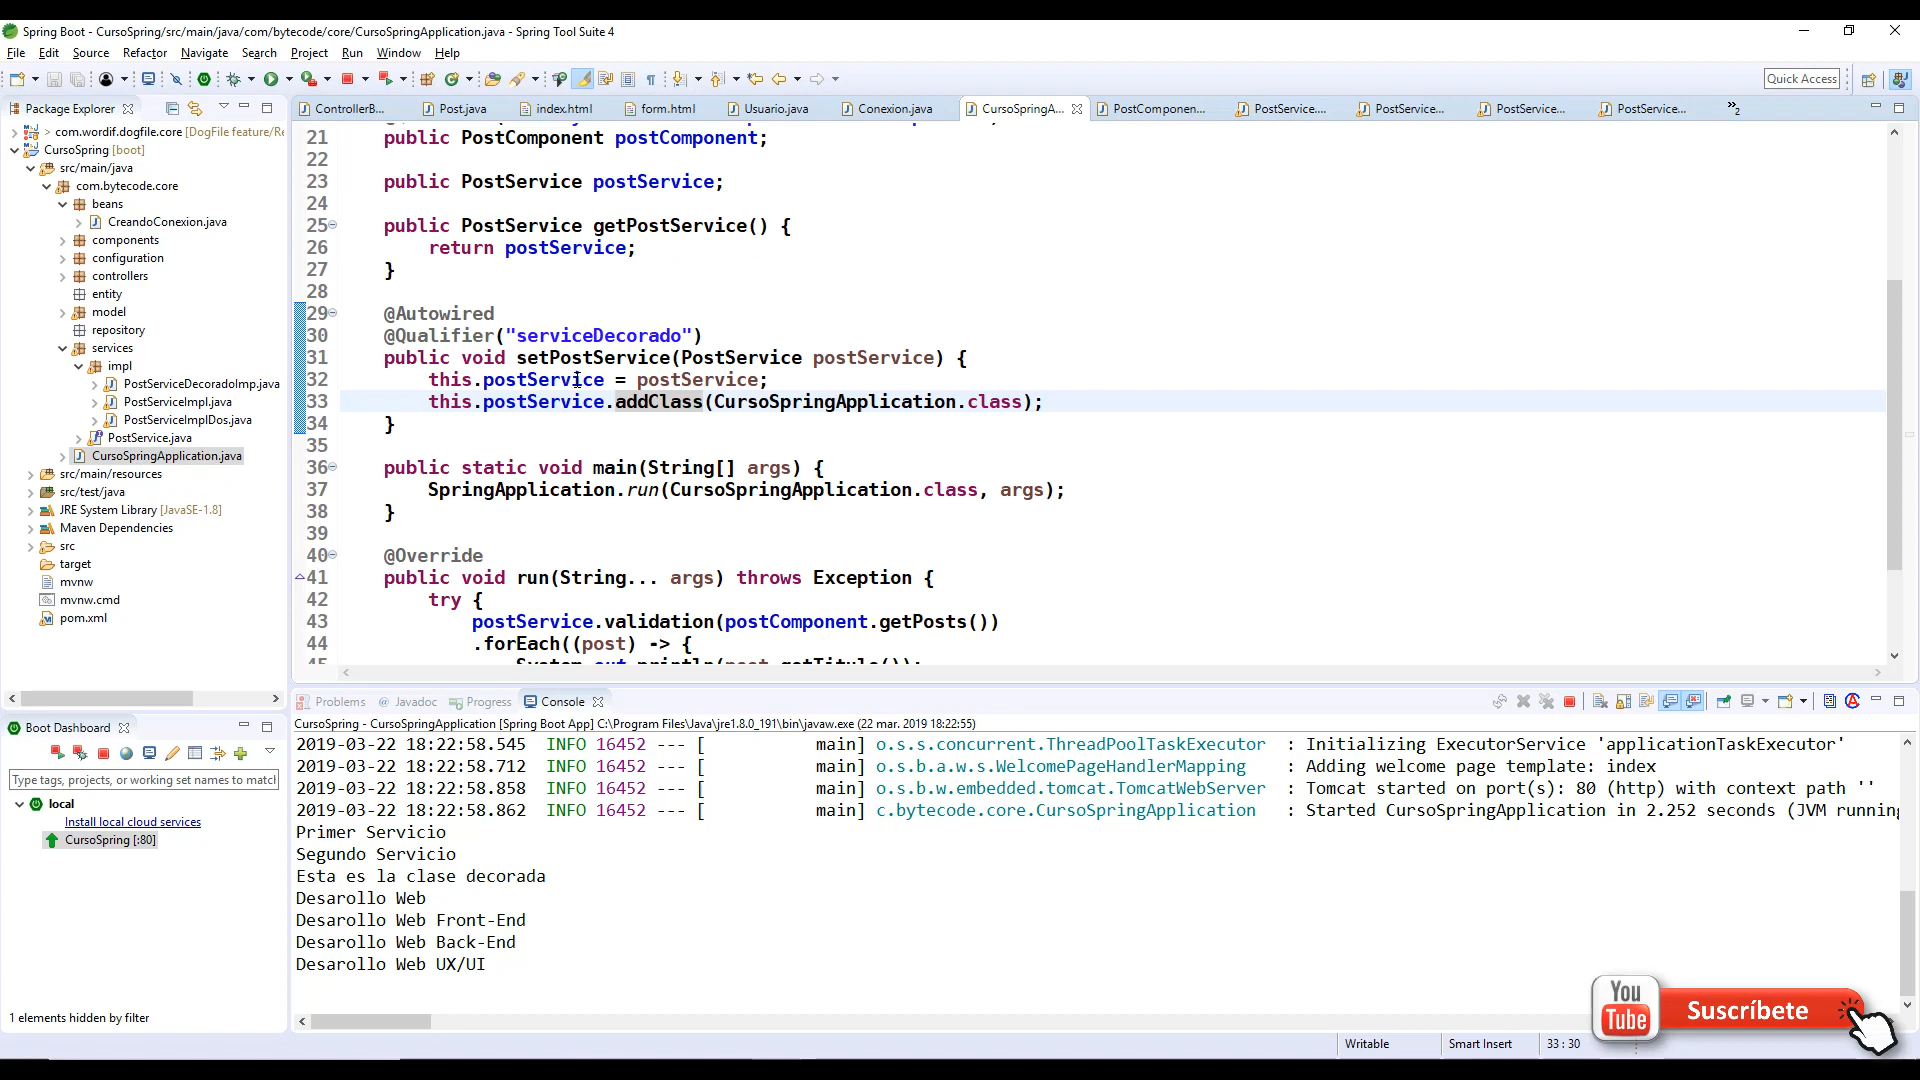 Spring Boot - CursoSpring/src/main/java/com/bytecode/core/CursoSpringApplication.java - Spring Tool Suite 4
File Edit Source Refactor Navigate Search Project Run Window Help
Quick Access
Package Explorer
ControllerB... Post.java index.html form.html Usuario.java Conexion.java CursoSpringA... PostComponen... PostService.... PostService... PostService... PostService... »2
> com.wordif.dogfile.core [DogFile feature/Re
CursoSpring [boot]
src/main/java
com.bytecode.core
beans
CreandoConexion.java
components
configuration
controllers
entity
model
repository
services
impl
PostServiceDecoradoImp.java
PostServiceImpl.java
PostServiceImplDos.java
PostService.java
CursoSpringApplication.java
src/main/resources
src/test/java
JRE System Library [JavaSE-1.8]
Maven Dependencies
src
target
mvnw
mvnw.cmd
pom.xml
21 public PostComponent postComponent;
22
23 public PostService postService;
24
25 public PostService getPostService() {
26 return postService;
27 }
28
29 @Autowired
30 @Qualifier("serviceDecorado")
31 public void setPostService(PostService postService) {
32 this.postService = postService;
33 this.postService.addClass(CursoSpringApplication.class);
34 }
35
36 public static void main(String[] args) {
37 SpringApplication.run(CursoSpringApplication.class, args);
38 }
39
40 @Override
41 public void run(String... args) throws Exception {
42 try {
43 postService.validation(postComponent.getPosts())
44 .forEach((post) -> {
45 System.out.println(post.getTitulo());
Boot Dashboard
Type tags, projects, or working set names to match
local
Install local cloud services
CursoSpring [:80]
1 elements hidden by filter
Problems Javadoc Progress Console
CursoSpring - CursoSpringApplication [Spring Boot App] C:\Program Files\Java\jre1.8.0_191\bin\javaw.exe (22 mar. 2019 18:22:55)
2019-03-22 18:22:58.545 INFO 16452 --- [ main] o.s.s.concurrent.ThreadPoolTaskExecutor : Initializing ExecutorService 'applicationTaskExecutor'
2019-03-22 18:22:58.712 INFO 16452 --- [ main] o.s.b.a.w.s.WelcomePageHandlerMapping : Adding welcome page template: index
2019-03-22 18:22:58.858 INFO 16452 --- [ main] o.s.b.w.embedded.tomcat.TomcatWebServer : Tomcat started on port(s): 80 (http) with context path ''
2019-03-22 18:22:58.862 INFO 16452 --- [ main] c.bytecode.core.CursoSpringApplication : Started CursoSpringApplication in 2.252 seconds (JVM running
Primer Servicio
Segundo Servicio
Esta es la clase decorada
Desarollo Web
Desarollo Web Front-End
Desarollo Web Back-End
Desarollo Web UX/UI
You
Tube
Suscríbete
Writable Smart Insert 33 : 30